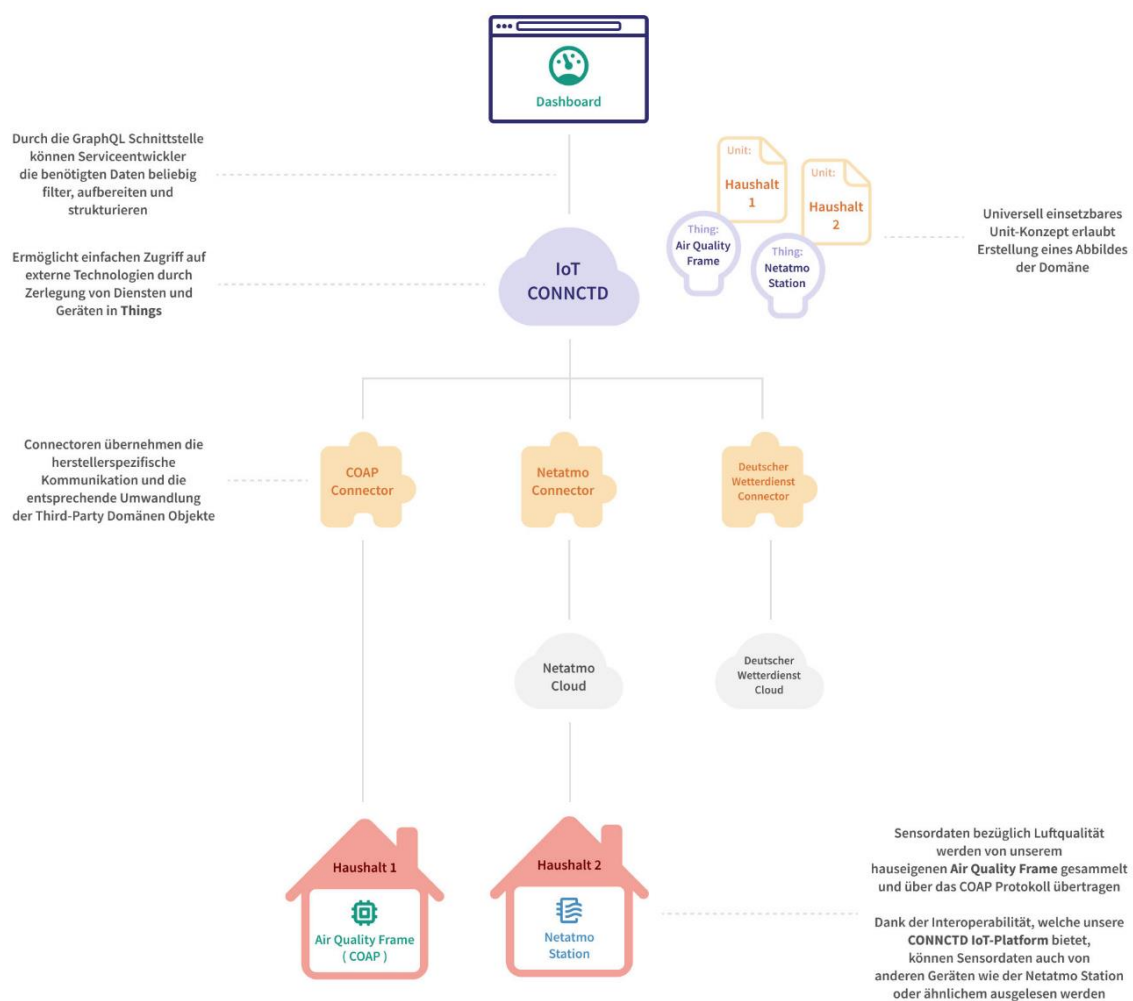 Dashboard
Durch die GraphQL Schnittstelle
können Serviceentwickler
die benötigten Daten beliebig
filter, aufbereiten und
strukturieren
Unit:
Haushalt
1
Unit:
Haushalt
2
Thing:
Air Quality
Frame
Thing:
Netatmo
Station
Universell einsetzbares
Unit-Konzept erlaubt
Erstellung eines Abbildes
der Domäne
Ermöglicht einfachen Zugriff auf
externe Technologien durch
Zerlegung von Diensten und
Geräten in Things
IoT
CONNCTD
Connectoren übernehmen die
herstellerspezifische
Kommunikation und die
entsprechende Umwandlung
der Third-Party Domänen Objekte
COAP
Connector
Netatmo
Connector
Deutscher
Wetterdienst
Connector
Netatmo
Cloud
Deutscher
Wetterdienst
Cloud
Haushalt 1
Air Quality Frame
( COAP )
Haushalt 2
Netatmo
Station
Sensordaten bezüglich Luftqualität
werden von unserem
hauseigenen Air Quality Frame gesammelt
und über das COAP Protokoll übertragen
Dank der Interoperabilität, welche unsere
CONNCTD IoT-Platform bietet,
können Sensordaten auch von
anderen Geräten wie der Netatmo Station
oder ähnlichem ausgelesen werden